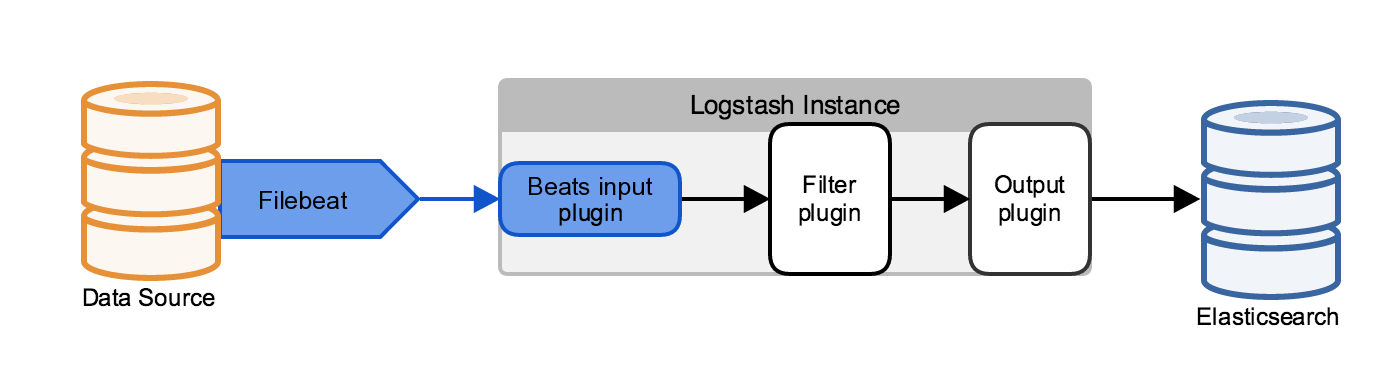 Logstash Instance
Filebeat
Beats input
plugin
Filter
plugin
Output
plugin
Data Source
Elasticsearch